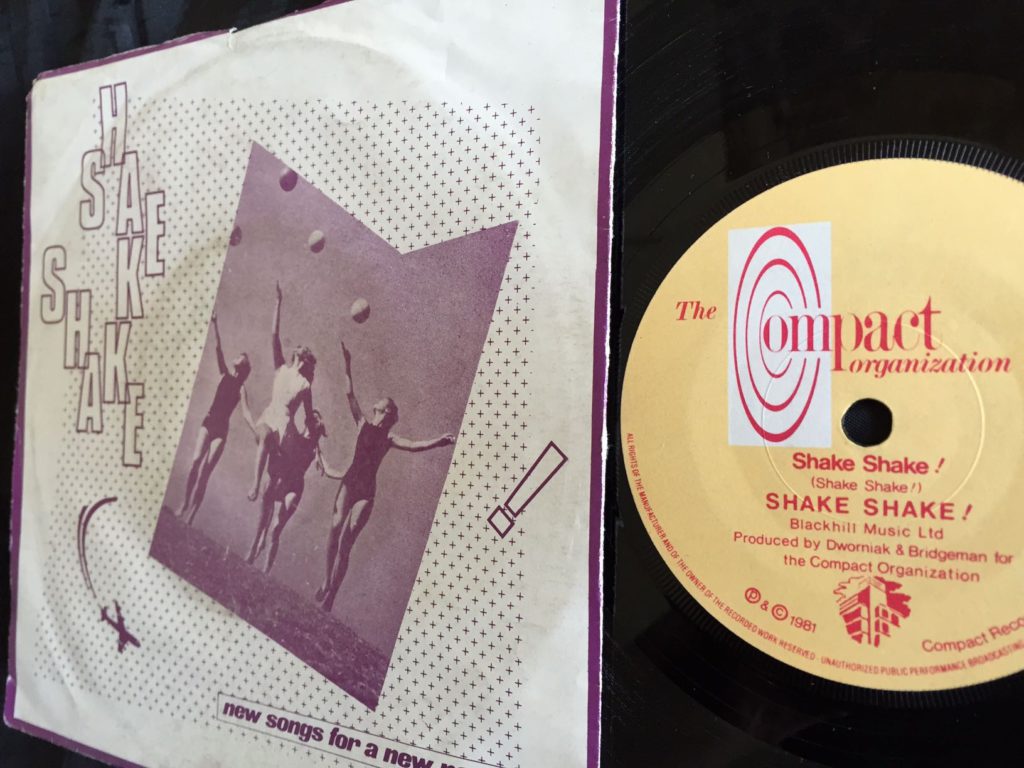 SHAKE
SHAKE
!
new songs for a new
The Compact
organization
Shake Shake!
(Shake Shake!)
SHAKE SHAKE!
Blackhill Music Ltd
Produced by Dworniak & Bridgeman for
the Compact Organization
℗ & © 1981
Compact
ALL RIGHTS OF THE MANUFACTURER AND OF THE OWNER OF THE RECORDED WORK RESERVED · UNAUTHORIZED PUBLIC PERFORMANCE BROADCASTING